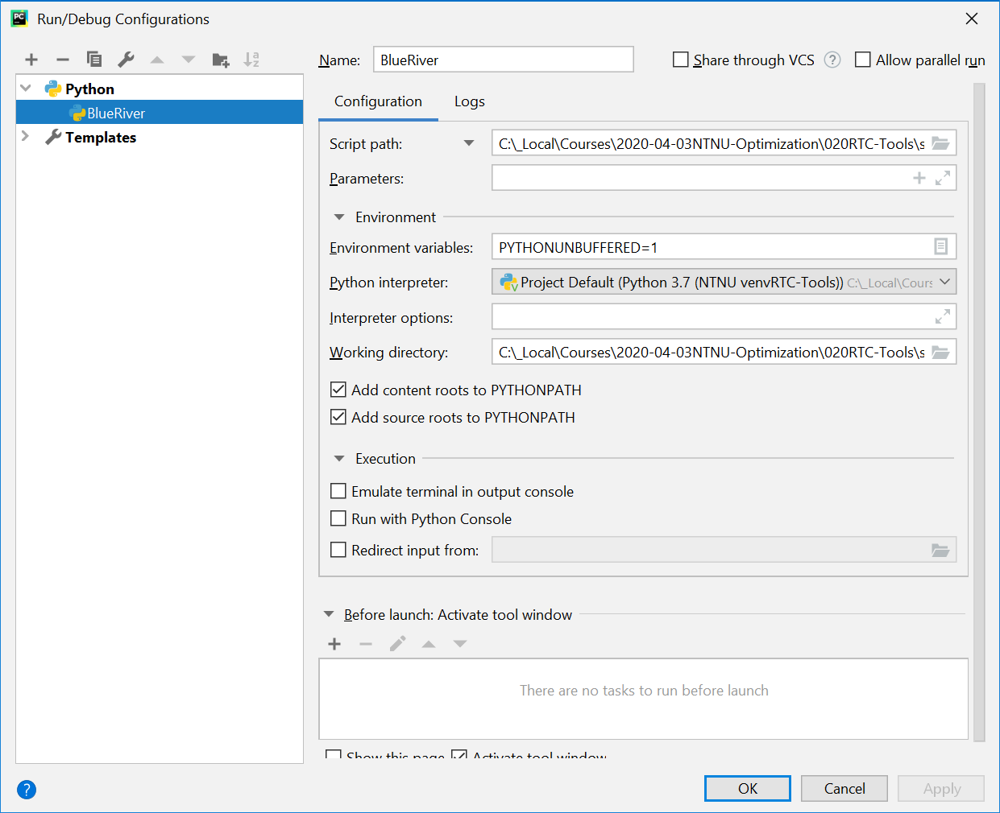 Run/Debug Configurations
Name: BlueRiver Share through VCS ? Allow parallel run
Python
BlueRiver
Templates
Configuration Logs
Script path: C:\_Local\Courses\2020-04-03NTNU-Optimization\020RTC-Tools\s
Parameters:
Environment
Environment variables: PYTHONUNBUFFERED=1
Python interpreter: Project Default (Python 3.7 (NTNU venvRTC-Tools)) C:\_Local\Cours
Interpreter options:
Working directory: C:\_Local\Courses\2020-04-03NTNU-Optimization\020RTC-Tools\s
Add content roots to PYTHONPATH
Add source roots to PYTHONPATH
Execution
Emulate terminal in output console
Run with Python Console
Redirect input from:
Before launch: Activate tool window
There are no tasks to run before launch
Show this page Activate tool window
? OK Cancel Apply